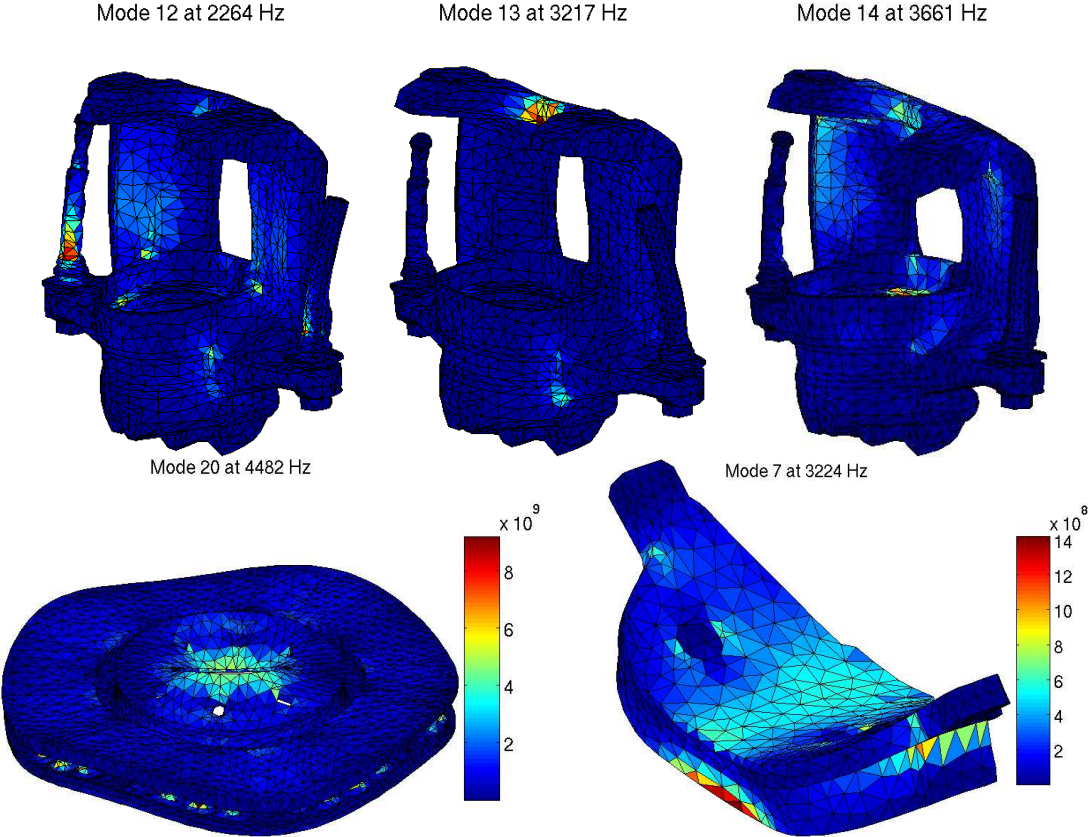 Mode 12 at 2264 Hz
Mode 13 at 3217 Hz
Mode 14 at 3661 Hz
Mode 20 at 4482 Hz
x 10^9
8
6
4
2
Mode 7 at 3224 Hz
x 10^8
14
12
10
8
6
4
2